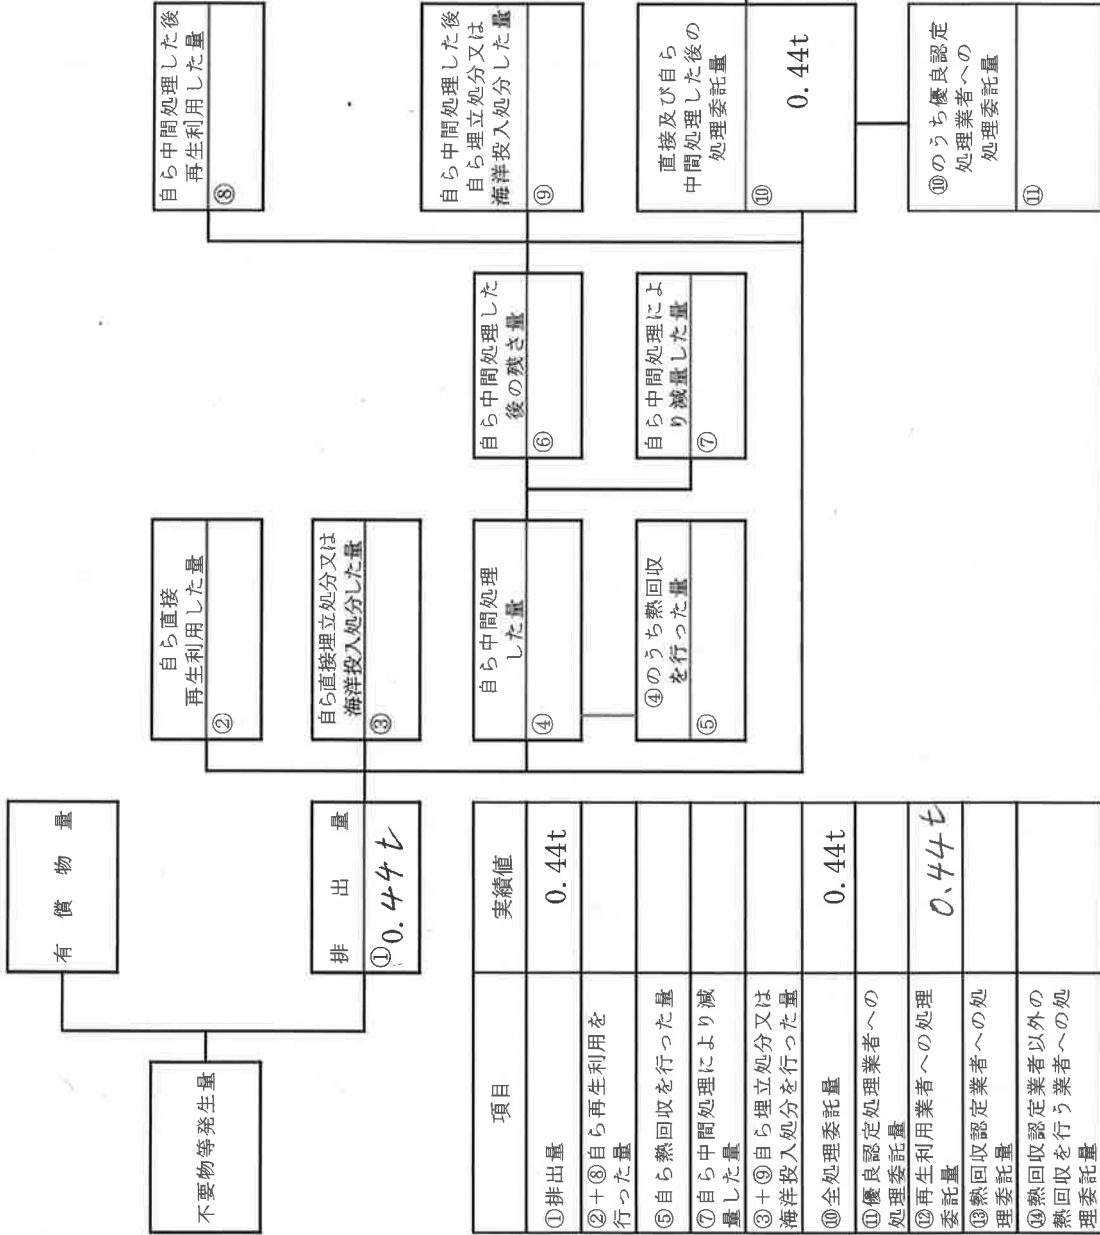 不要物等発生量
有償物量
排出量
①0.44t
自ら直接
再生利用した量
②
自ら直接埋立処分又は
海洋投入処分した量
③
自ら中間処理
した量
④
④のうち熱回収
を行った量
⑤
自ら中間処理した
後の残さ量
⑥
自ら中間処理によ
り減量した量
⑦
自ら中間処理した後
再生利用した量
⑧
自ら中間処理した後
自ら埋立処分又は
海洋投入処分した量
⑨
直接及び自ら
中間処理した後の
処理委託量
⑩
0.44t
⑩のうち優良認定
処理業者への
処理委託量
⑪
項目 実績値
①排出量 0.44t
②+⑧自ら再生利用を
行った量
⑤自ら熱回収を行った量
⑦自ら中間処理により減
量した量
③+⑨自ら埋立処分又は
海洋投入処分を行った量
⑩全処理委託量 0.44t
⑪優良認定処理業者への
処理委託量
⑫再生利用業者への処理
委託量 0.44t
⑬熱回収認定業者への処
理委託量
⑭熱回収認定業者以外の
熱回収を行う業者への処
理委託量